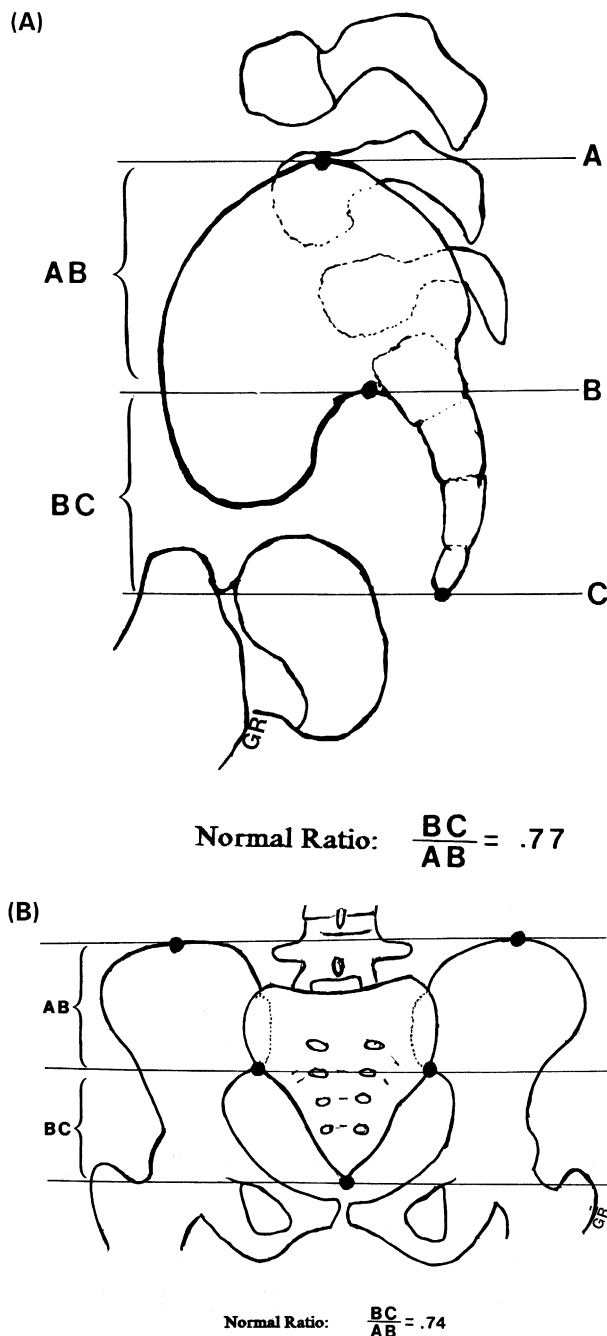 (A)
A
AB
B
BC
C
GR
Normal Ratio: BC/AB = .77
(B)
AB
BC
GR
Normal Ratio: BC/AB = .74